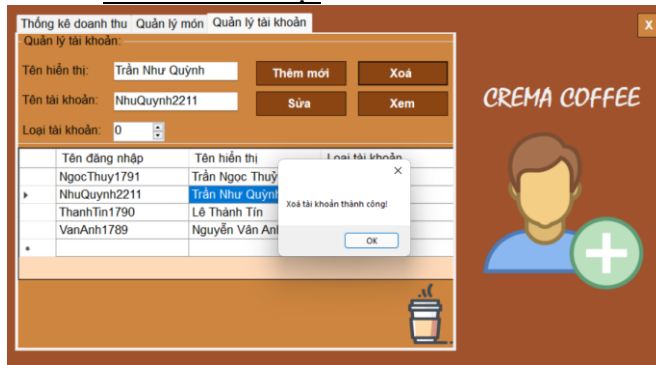 Thống kê doanh thu Quản lý món Quản lý tài khoản
X
Quản lý tài khoản:
Tên hiển thị: Trần Như Quỳnh Thêm mới Xoá
Tên tài khoản: NhuQuynh2211 Sửa Xem
Loại tài khoản: 0
CREMA COFFEE
Tên đăng nhập Tên hiển thị Loại tài khoản
NgocThuy1791 Trần Ngọc Thuỷ
NhuQuynh2211 Trần Như Quỳnh
ThanhTin1790 Lê Thành Tín
VanAnh1789 Nguyễn Vân Anh
Xoá tài khoản thành công!
OK